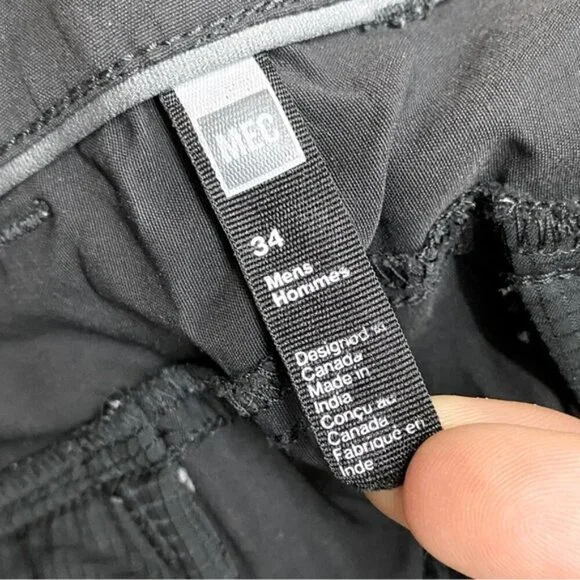 MEC
34
Mens
Hommes
Designed in
Canada
Made in
India
Conçu au
Canada
Fabriqué en
Inde